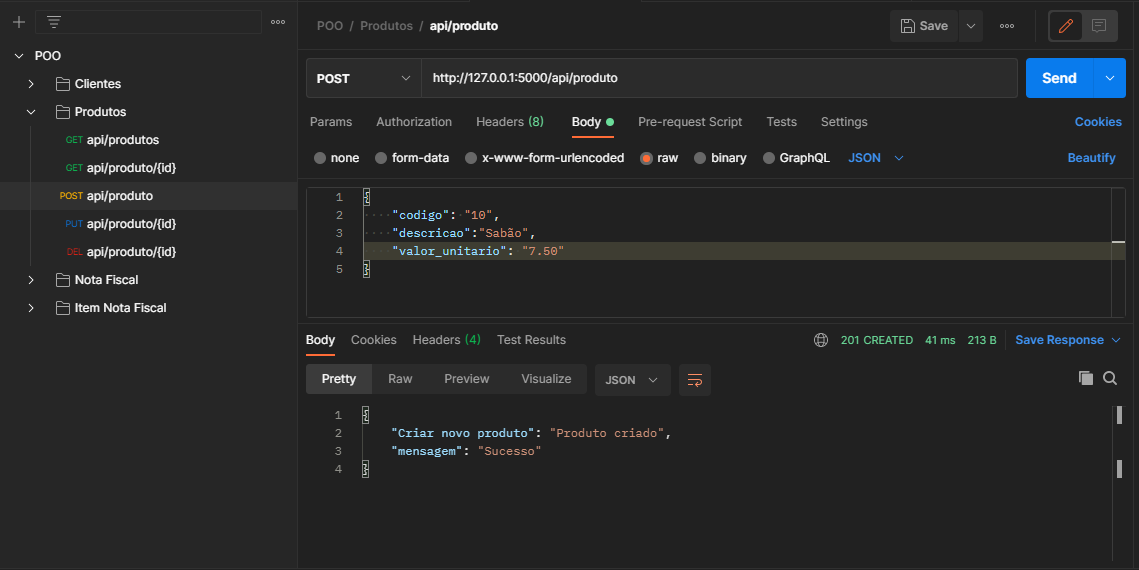 POO / Produtos / api/produto
Save
POO
Clientes
Produtos
GET api/produtos
GET api/produto/{id}
POST api/produto
PUT api/produto/{id}
DEL api/produto/{id}
Nota Fiscal
Item Nota Fiscal
POST http://127.0.0.1:5000/api/produto Send
Params Authorization Headers (8) Body Pre-request Script Tests Settings Cookies
none form-data x-www-form-urlencoded raw binary GraphQL JSON Beautify
1 {
2 "codigo": "10",
3 "descricao":"Sabão",
4 "valor_unitario": "7.50"
5 }
Body Cookies Headers (4) Test Results 201 CREATED 41 ms 213 B Save Response
Pretty Raw Preview Visualize JSON
1 {
2 "Criar novo produto": "Produto criado",
3 "mensagem": "Sucesso"
4 }